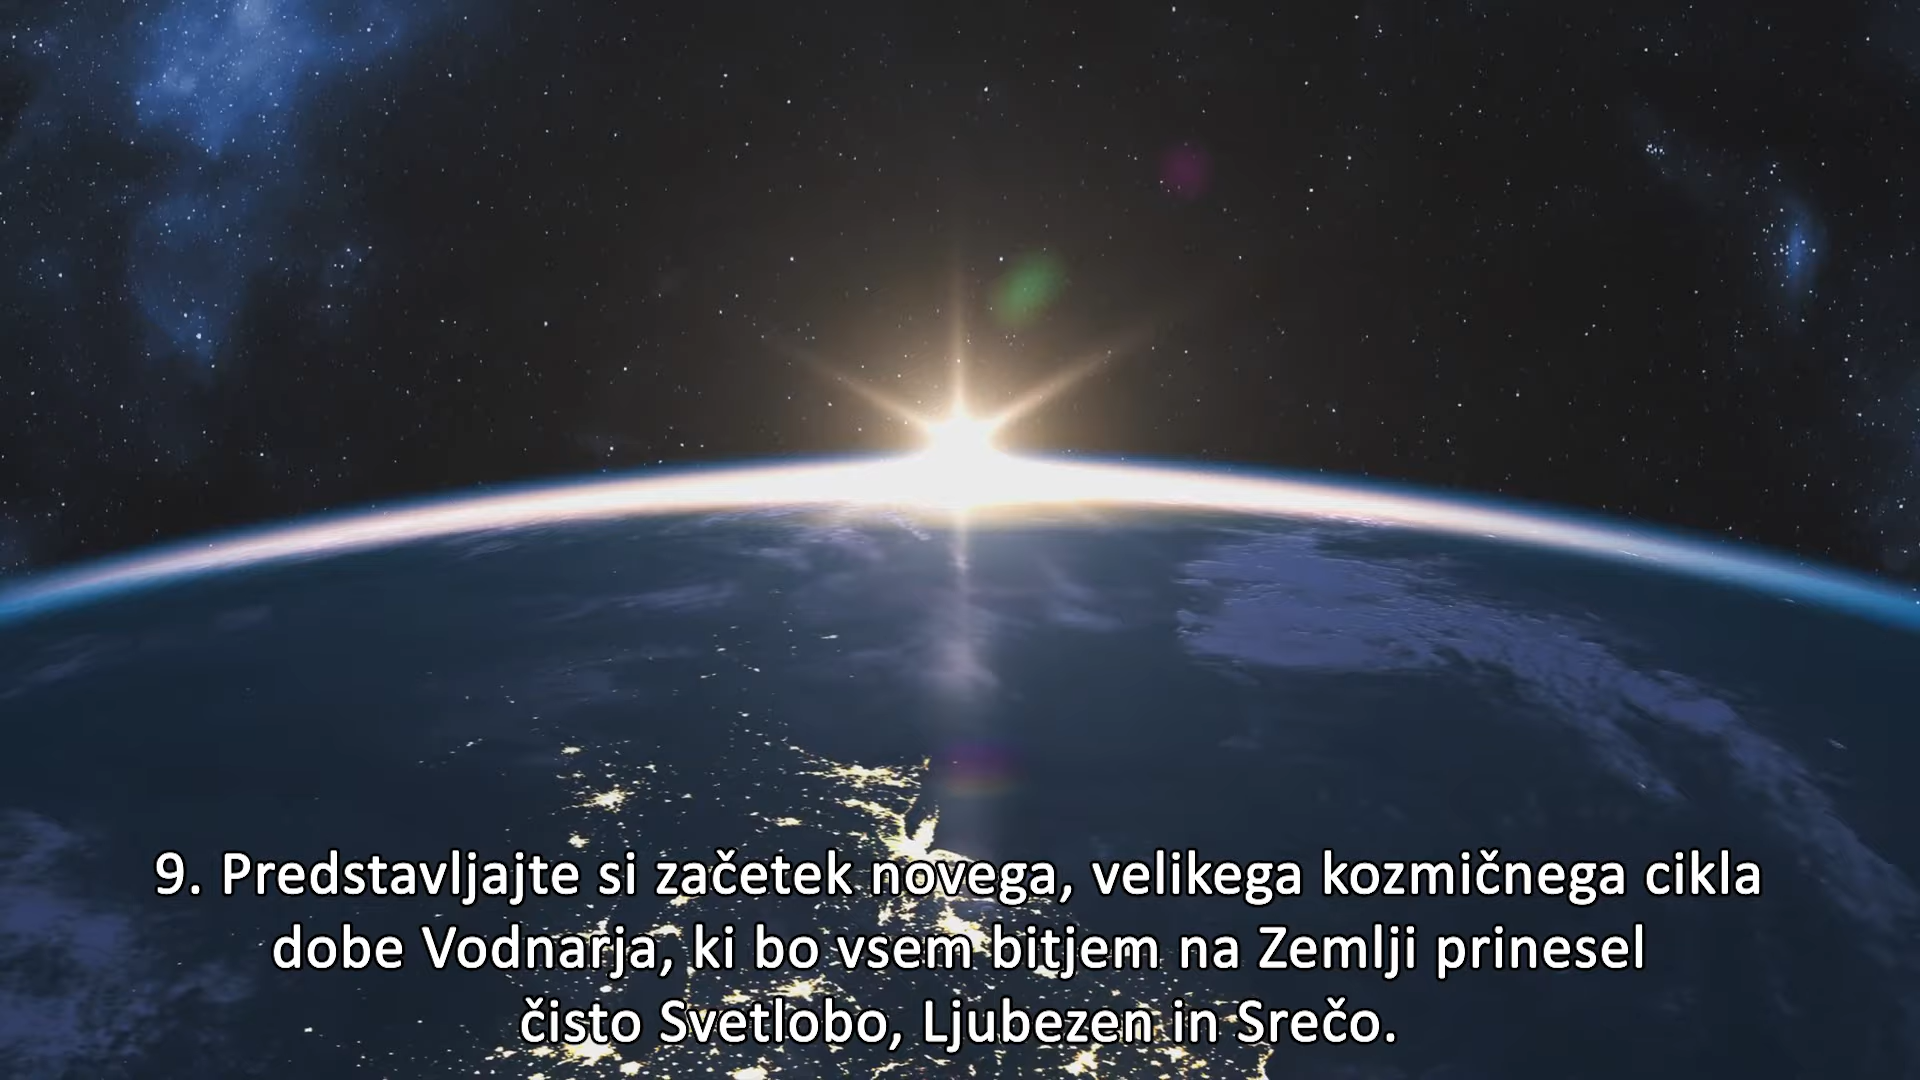 9. Predstavljajte si začetek novega, velikega kozmičnega cikla
dobe Vodnarja, ki bo vsem bitjem na Zemlji prinesel
čisto Svetlobo, Ljubezen in Srečo.